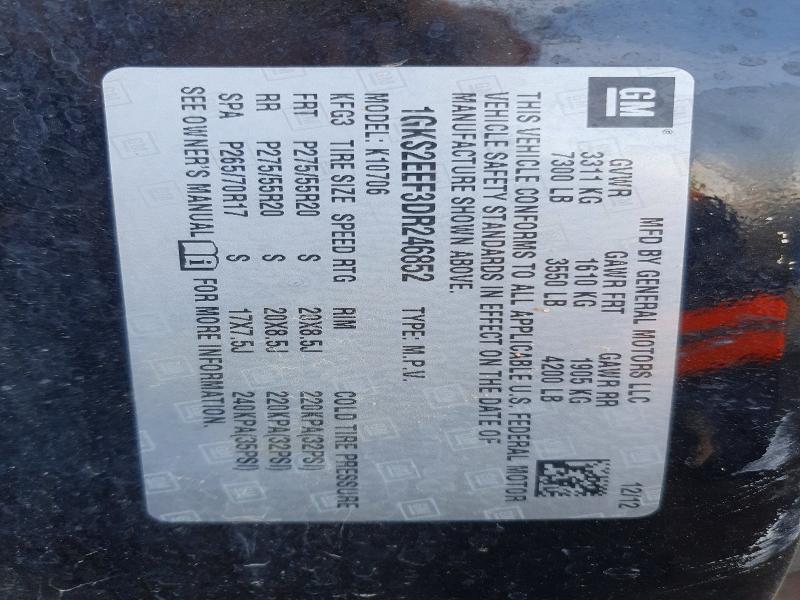 GM®
MFD BY GENERAL MOTORS LLC 12/12
GVWR GAWR FRT GAWR RR
3311 KG 1610 KG 1905 KG
7300 LB 3550 LB 4200 LB
THIS VEHICLE CONFORMS TO ALL APPLICABLE U.S. FEDERAL MOTOR
VEHICLE SAFETY STANDARDS IN EFFECT ON THE DATE OF
MANUFACTURE SHOWN ABOVE.
1GKS2EEF3DR246852 TYPE: M.P.V.
MODEL: K10706
KFG3 TIRE SIZE SPEED RTG RIM COLD TIRE PRESSURE
FRT P275/55R20 S 20X8.5J 220KPA(32PSI)
RR P275/55R20 S 20X8.5J 220KPA(32PSI)
SPA P265/70R17 S 17X7.5J 240KPA(35PSI)
SEE OWNER'S MANUAL FOR MORE INFORMATION.